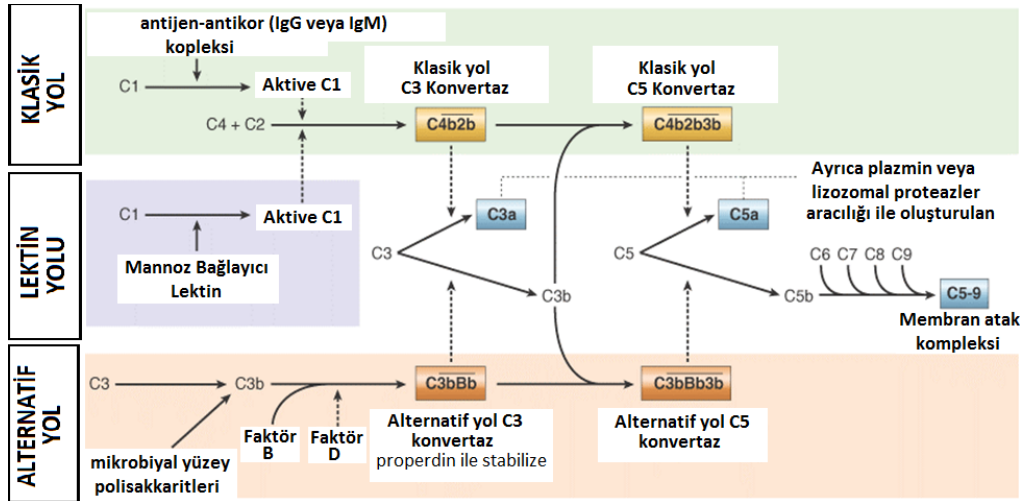 KLASİK
YOL
antijen-antikor (IgG veya IgM)
kopleksi
C1
Aktive C1
C4 + C2
Klasik yol
C3 Konvertaz
C4b2b
Klasik yol
C5 Konvertaz
C4b2b3b
LEKTİN
YOLU
C1
Aktive C1
Mannoz Bağlayıcı
Lektin
C3
C3a
C3b
C5
C5a
C5b
Ayrıca plazmin veya
lizozomal proteazler
aracılığı ile oluşturulan
C6 C7 C8 C9
C5-9
Membran atak
kompleksi
ALTERNATİF
YOL
C3
C3b
mikrobiyal yüzey
polisakkaritleri
Faktör
B
Faktör
D
C3bBb
Alternatif yol C3
konvertaz
properdin ile stabilize
C3bBb3b
Alternatif yol C5
konvertaz